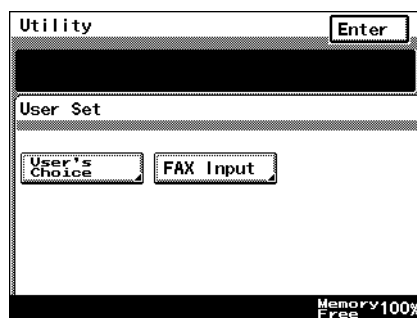 Utility
Enter
User Set
User's
Choice
FAX Input
Memory
Free
100%